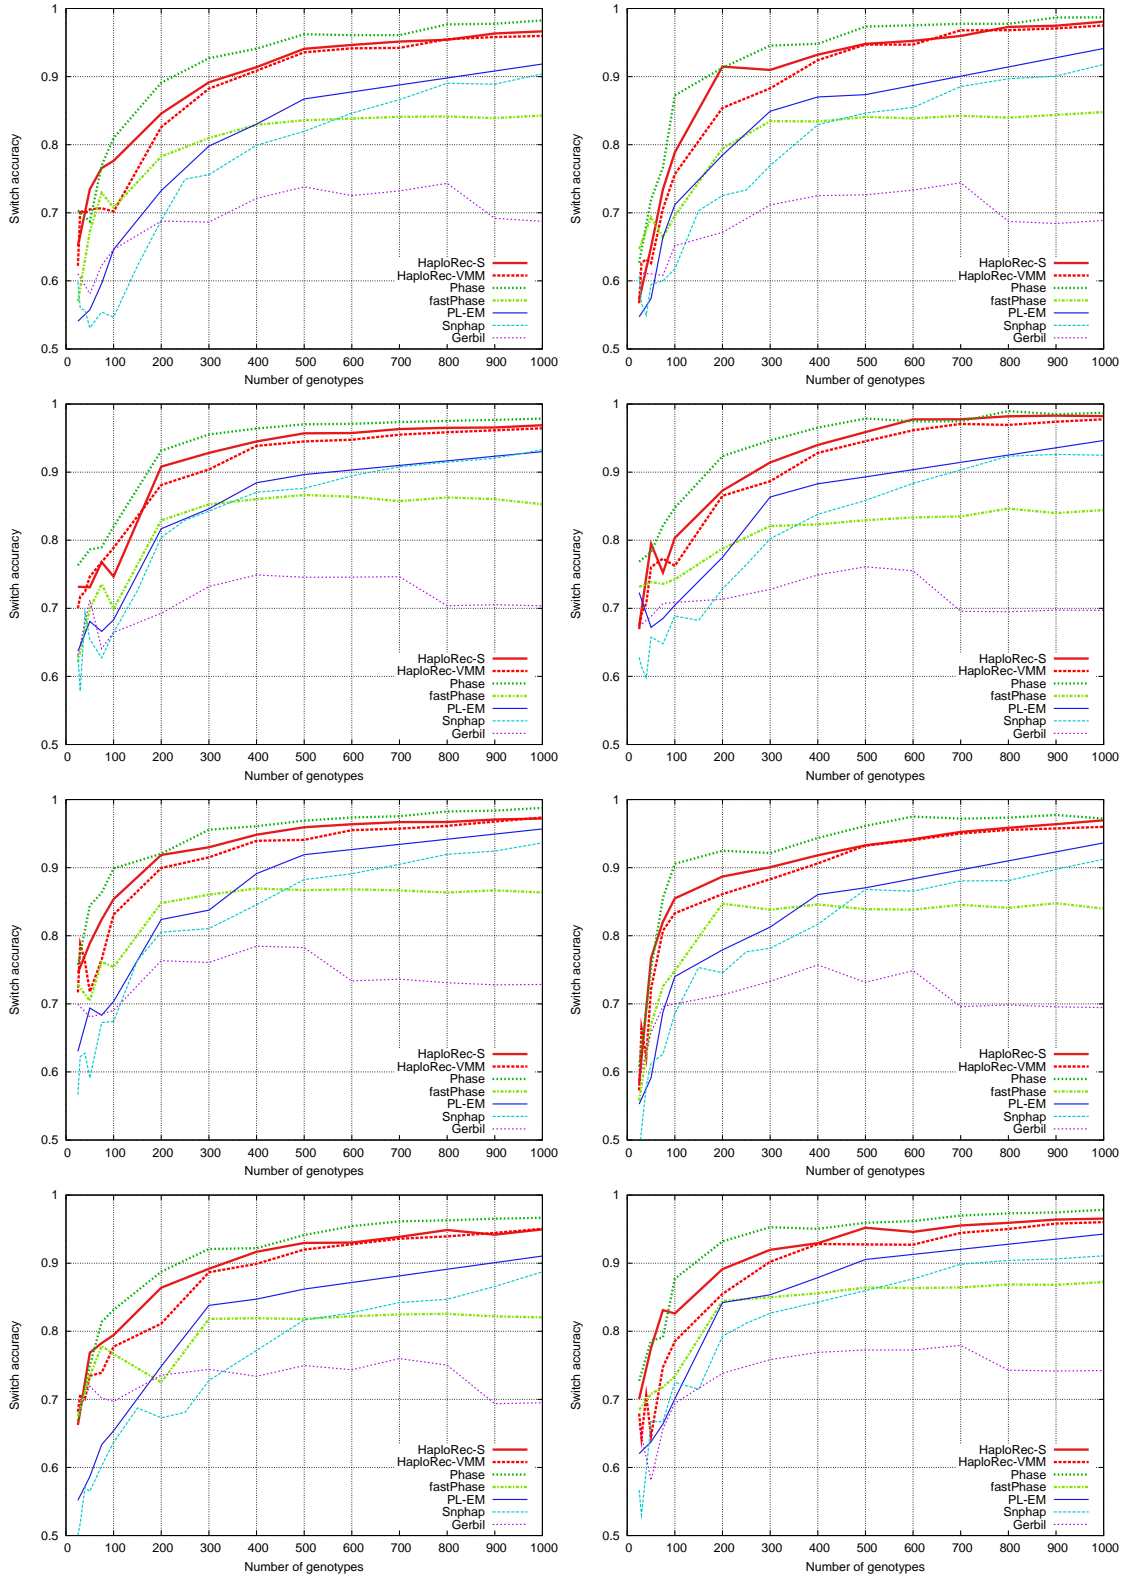 1
0.9
0.8
0.7
0.6
0.5
Switch accuracy
0 100 200 300 400 500 600 700 800 900 1000
Number of genotypes
HaploRec-S
HaploRec-VMM
Phase
fastPhase
PL-EM
Snphap
Gerbil
1
0.9
0.8
0.7
0.6
0.5
Switch accuracy
0 100 200 300 400 500 600 700 800 900 1000
Number of genotypes
HaploRec-S
HaploRec-VMM
Phase
fastPhase
PL-EM
Snphap
Gerbil
1
0.9
0.8
0.7
0.6
0.5
Switch accuracy
0 100 200 300 400 500 600 700 800 900 1000
Number of genotypes
HaploRec-S
HaploRec-VMM
Phase
fastPhase
PL-EM
Snphap
Gerbil
1
0.9
0.8
0.7
0.6
0.5
Switch accuracy
0 100 200 300 400 500 600 700 800 900 1000
Number of genotypes
HaploRec-S
HaploRec-VMM
Phase
fastPhase
PL-EM
Snphap
Gerbil
1
0.9
0.8
0.7
0.6
0.5
Switch accuracy
0 100 200 300 400 500 600 700 800 900 1000
Number of genotypes
HaploRec-S
HaploRec-VMM
Phase
fastPhase
PL-EM
Snphap
Gerbil
1
0.9
0.8
0.7
0.6
0.5
Switch accuracy
0 100 200 300 400 500 600 700 800 900 1000
Number of genotypes
HaploRec-S
HaploRec-VMM
Phase
fastPhase
PL-EM
Snphap
Gerbil
1
0.9
0.8
0.7
0.6
0.5
Switch accuracy
0 100 200 300 400 500 600 700 800 900 1000
Number of genotypes
HaploRec-S
HaploRec-VMM
Phase
fastPhase
PL-EM
Snphap
Gerbil
1
0.9
0.8
0.7
0.6
0.5
Switch accuracy
0 100 200 300 400 500 600 700 800 900 1000
Number of genotypes
HaploRec-S
HaploRec-VMM
Phase
fastPhase
PL-EM
Snphap
Gerbil